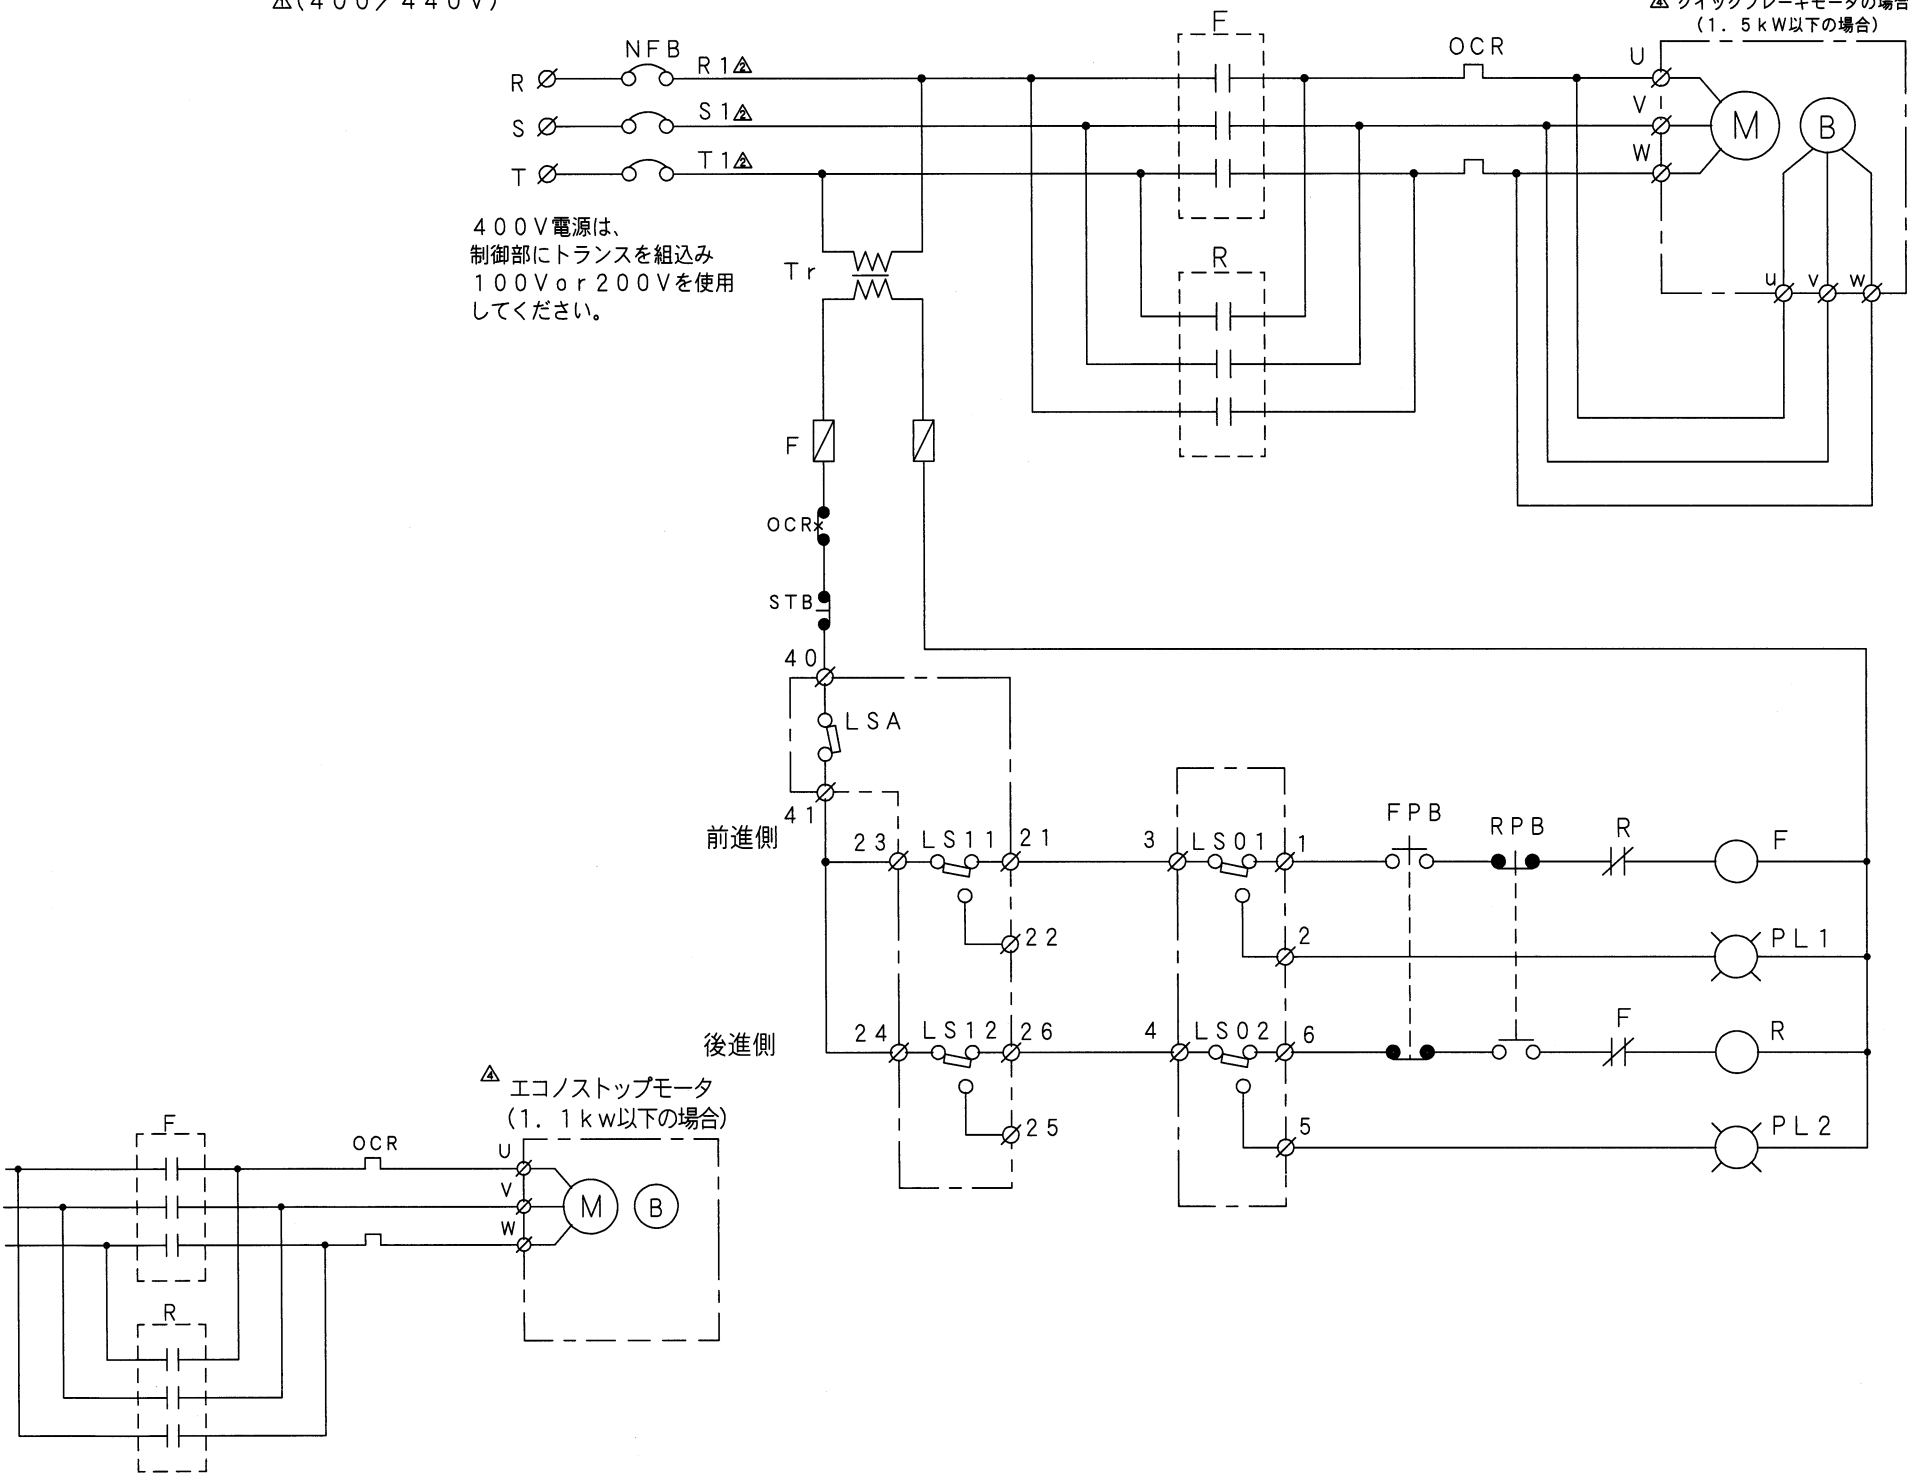 ⚠(400/440V)
④ クイックブレーキモータの場合
(1.5kW以下の場合)
NFB
F
OCR
R
R1②
U
S
S1②
V
M
B
T
T1②
W
400V電源は、
制御部にトランスを組込み
100Vor200Vを使用
してください。
Tr
R
u
v
w
F
OCR
STB
40
LSA
41
前進側
23
LS11
21
3
LS01
1
FPB
RPB
R
F
22
2
PL1
後進側
24
LS12
26
4
LS02
6
F
R
25
5
PL2
④
エコノストップモータ
(1.1kw以下の場合)
F
OCR
U
V
M
B
W
R